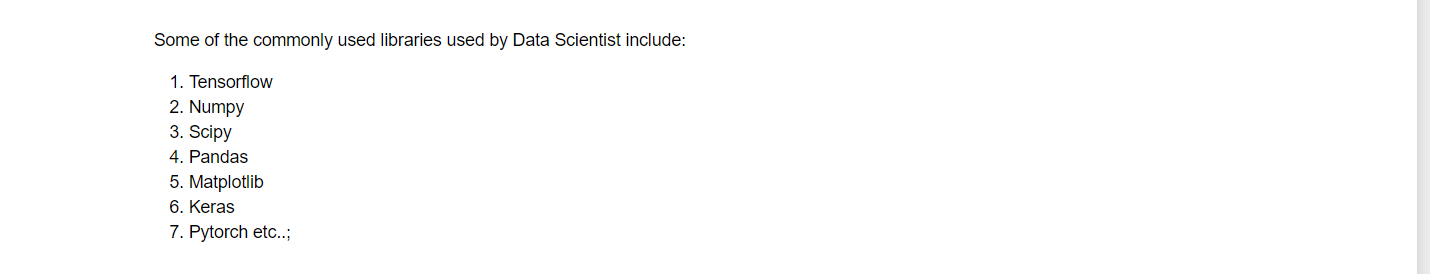 Some of the commonly used libraries used by Data Scientist include:
1. Tensorflow
2. Numpy
3. Scipy
4. Pandas
5. Matplotlib
6. Keras
7. Pytorch etc..;